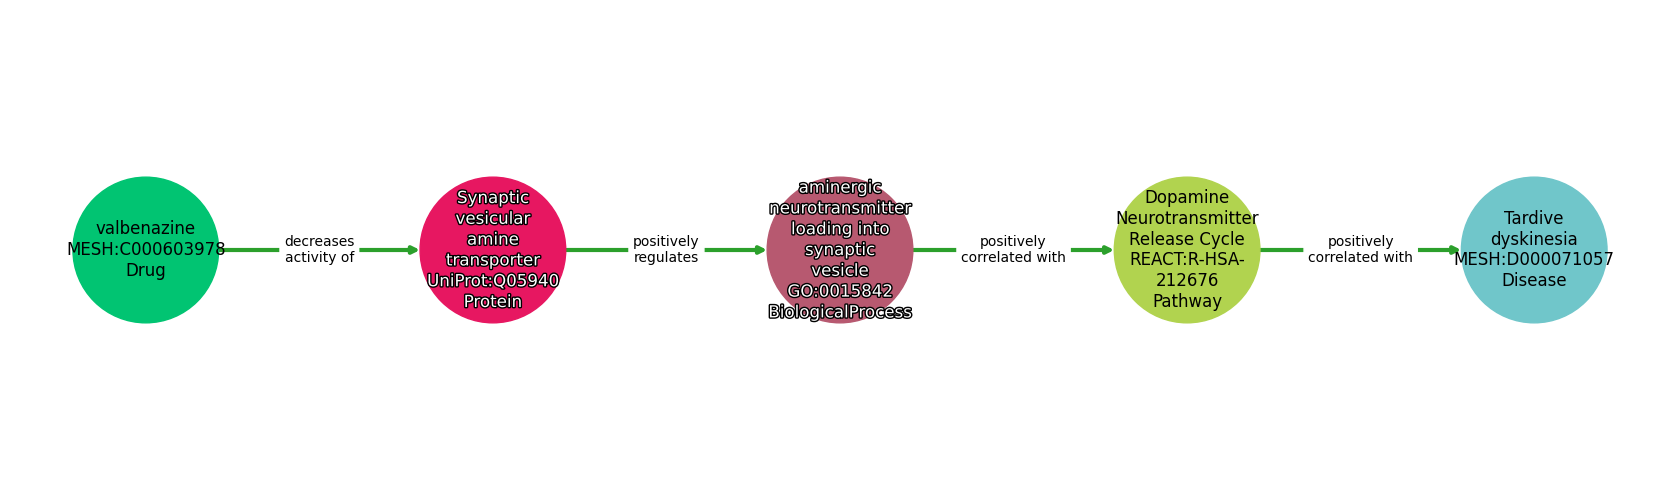 valbenazine
MESH:C000603978
Drug
decreases
activity of
Synaptic
vesicular
amine
transporter
UniProt:Q05940
Protein
positively
regulates
aminergic
neurotransmitter
loading into
synaptic
vesicle
GO:0015842
BiologicalProcess
positively
correlated with
Dopamine
Neurotransmitter
Release Cycle
REACT:R-HSA-
212676
Pathway
positively
correlated with
Tardive
dyskinesia
MESH:D000071057
Disease